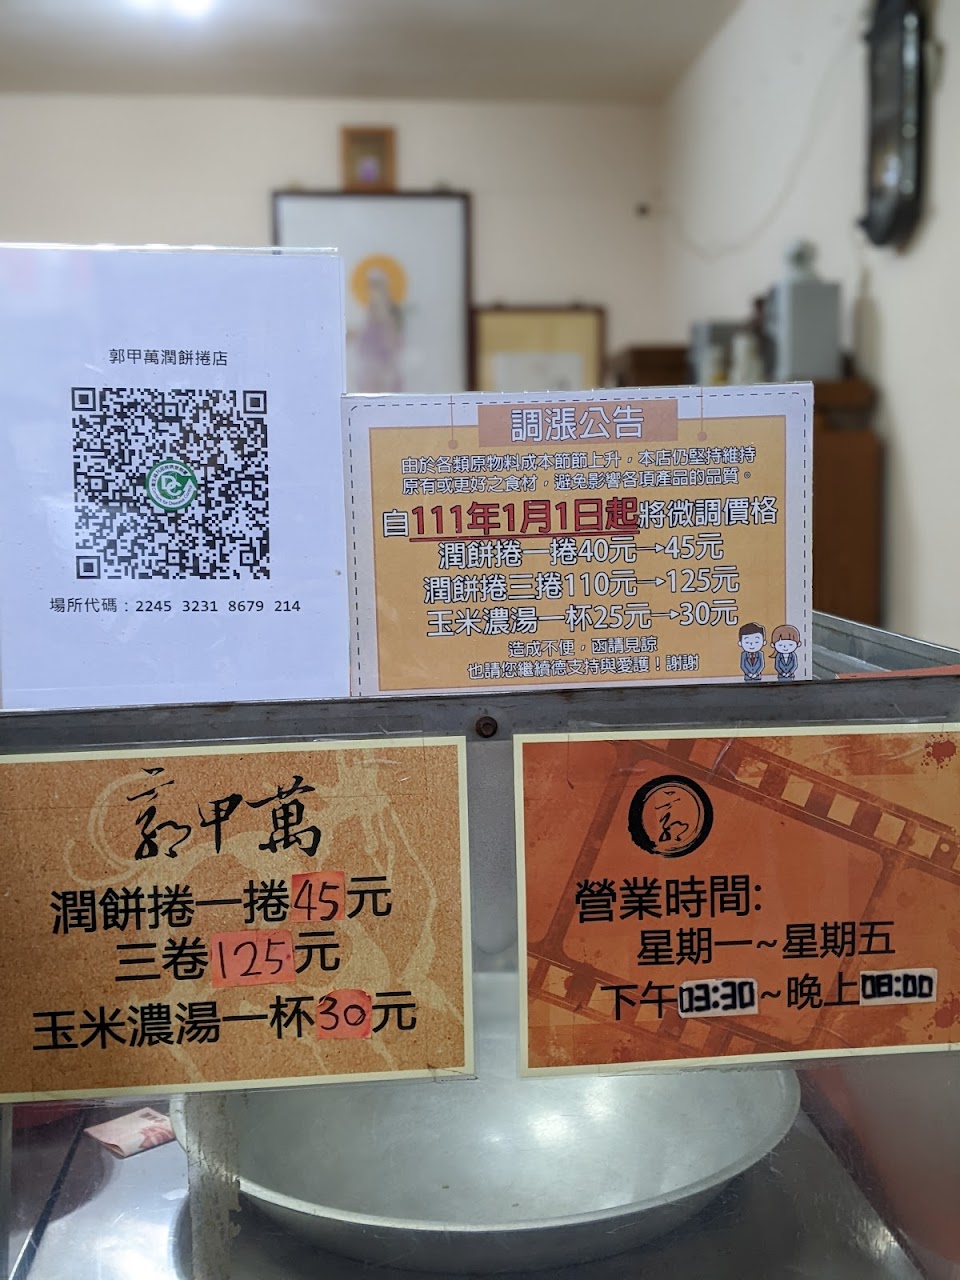 郭甲萬潤餅捲店
場所代碼：2245 3231 8679 214
調漲公告
由於各類原物料成本節節上升，本店仍堅持維持
原有或更好之食材，避免影響各項產品的品質。
自111年1月1日起將微調價格
潤餅捲一捲40元→45元
潤餅捲三捲110元→125元
玉米濃湯一杯25元→30元
造成不便，函請見諒
也請您繼續德支持與愛護！謝謝
郭甲萬
潤餅捲一捲45元
三卷125元
玉米濃湯一杯30元
郭
營業時間:
星期一~星期五
下午03:30~晚上08:00